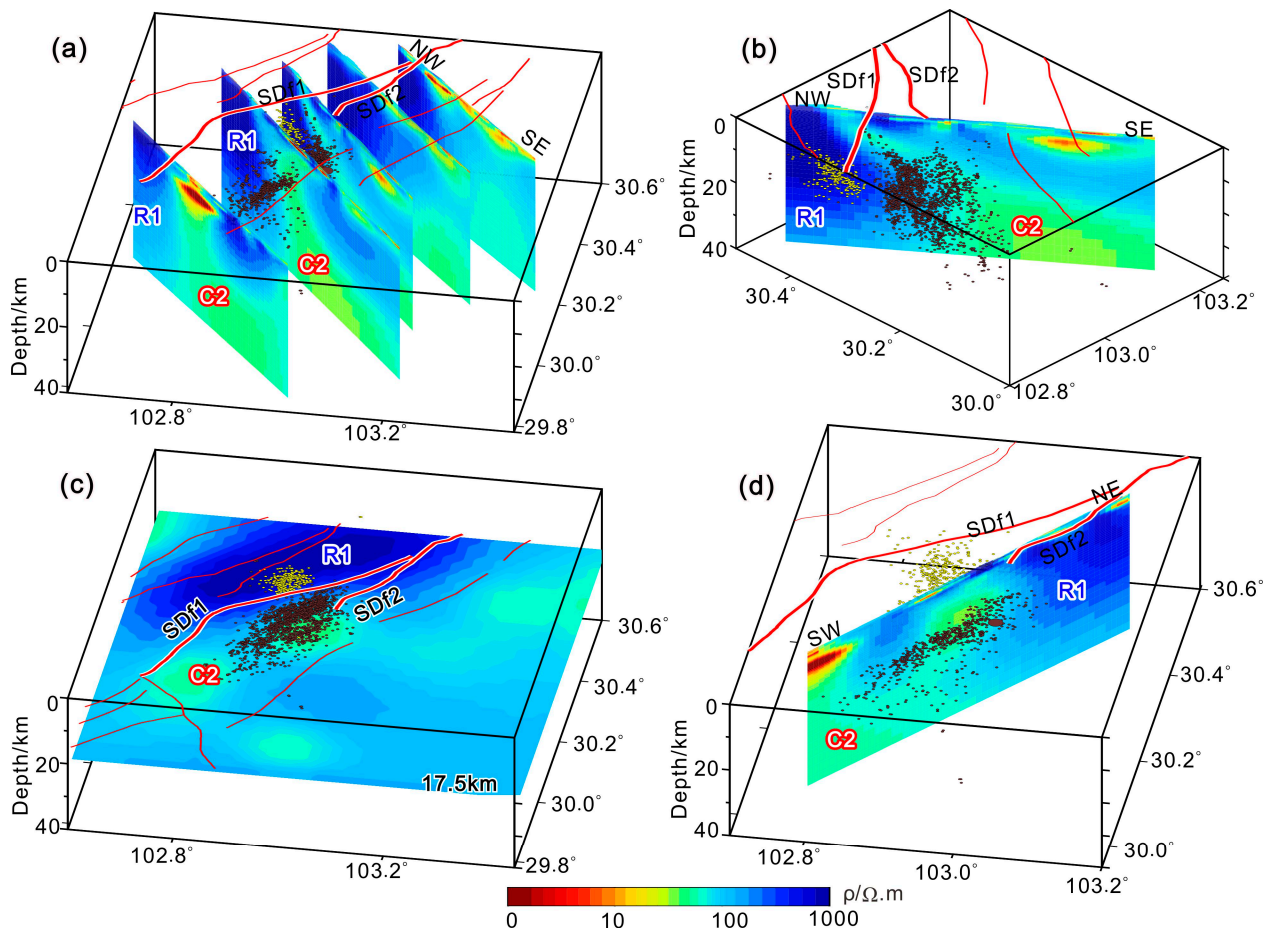 (a)
NW
SDf1
SDf2
R1
SE
R1
C2
C2
Depth/km
0
20
40
102.8°
103.2°
29.8°
30.0°
30.2°
30.4°
30.6°
(b)
SDf1
SDf2
NW
SE
R1
C2
Depth/km
0
20
40
30.4°
30.2°
30.0°
102.8°
103.0°
103.2°
(c)
R1
SDf1
SDf2
C2
17.5km
Depth/km
0
20
40
102.8°
103.2°
29.8°
30.0°
30.2°
30.4°
30.6°
(d)
NE
SDf1
SDf2
R1
SW
C2
Depth/km
0
20
40
102.8°
103.0°
103.2°
30.0°
30.2°
30.4°
30.6°
0 10 100 1000
ρ/Ω.m